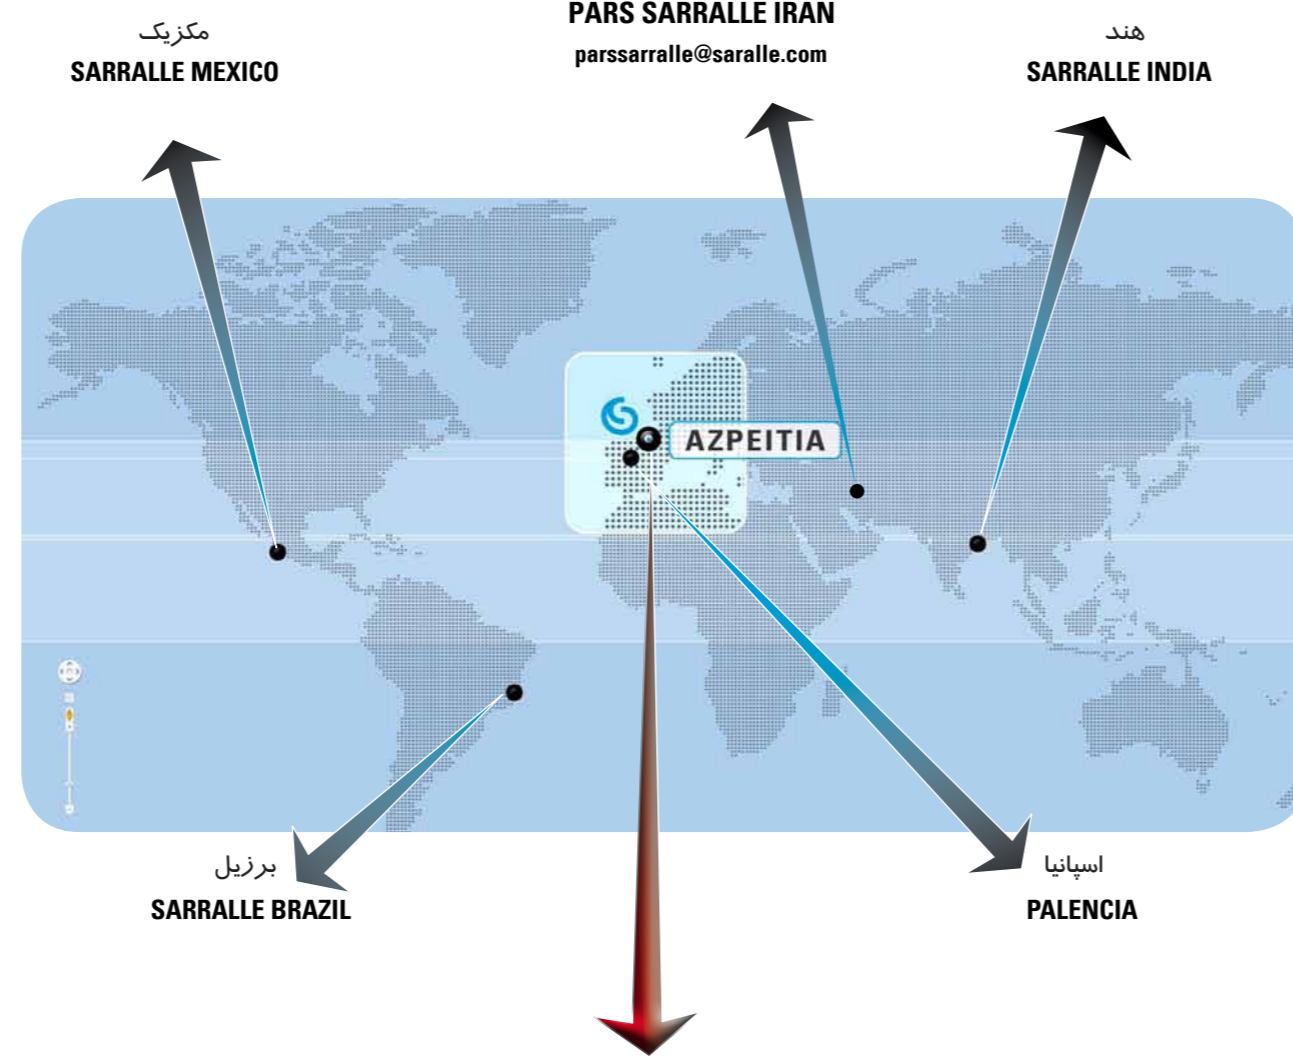 PARS SARRALLE IRAN
parssarralle@saralle.com
مکزیک
SARRALLE MEXICO
هند
SARRALLE INDIA
AZPEITIA
برزیل
SARRALLE BRAZIL
اسپانیا
PALENCIA